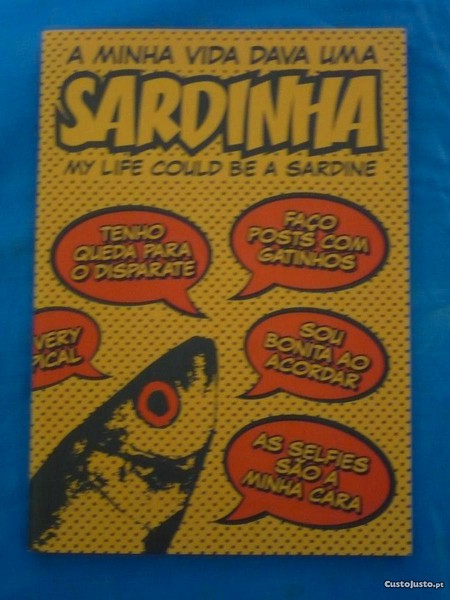 A MINHA VIDA DAVA UMA
SARDINHA
MY LIFE COULD BE A SARDINE
TENHO
QUEDA PARA
O DISPARATE
FAÇO
POSTS COM
GATINHOS
VERY
PICAL
SOU
BONITA AO
ACORDAR
AS SELFIES
SÃO A
MINHA CARA
CustoJusto.pt